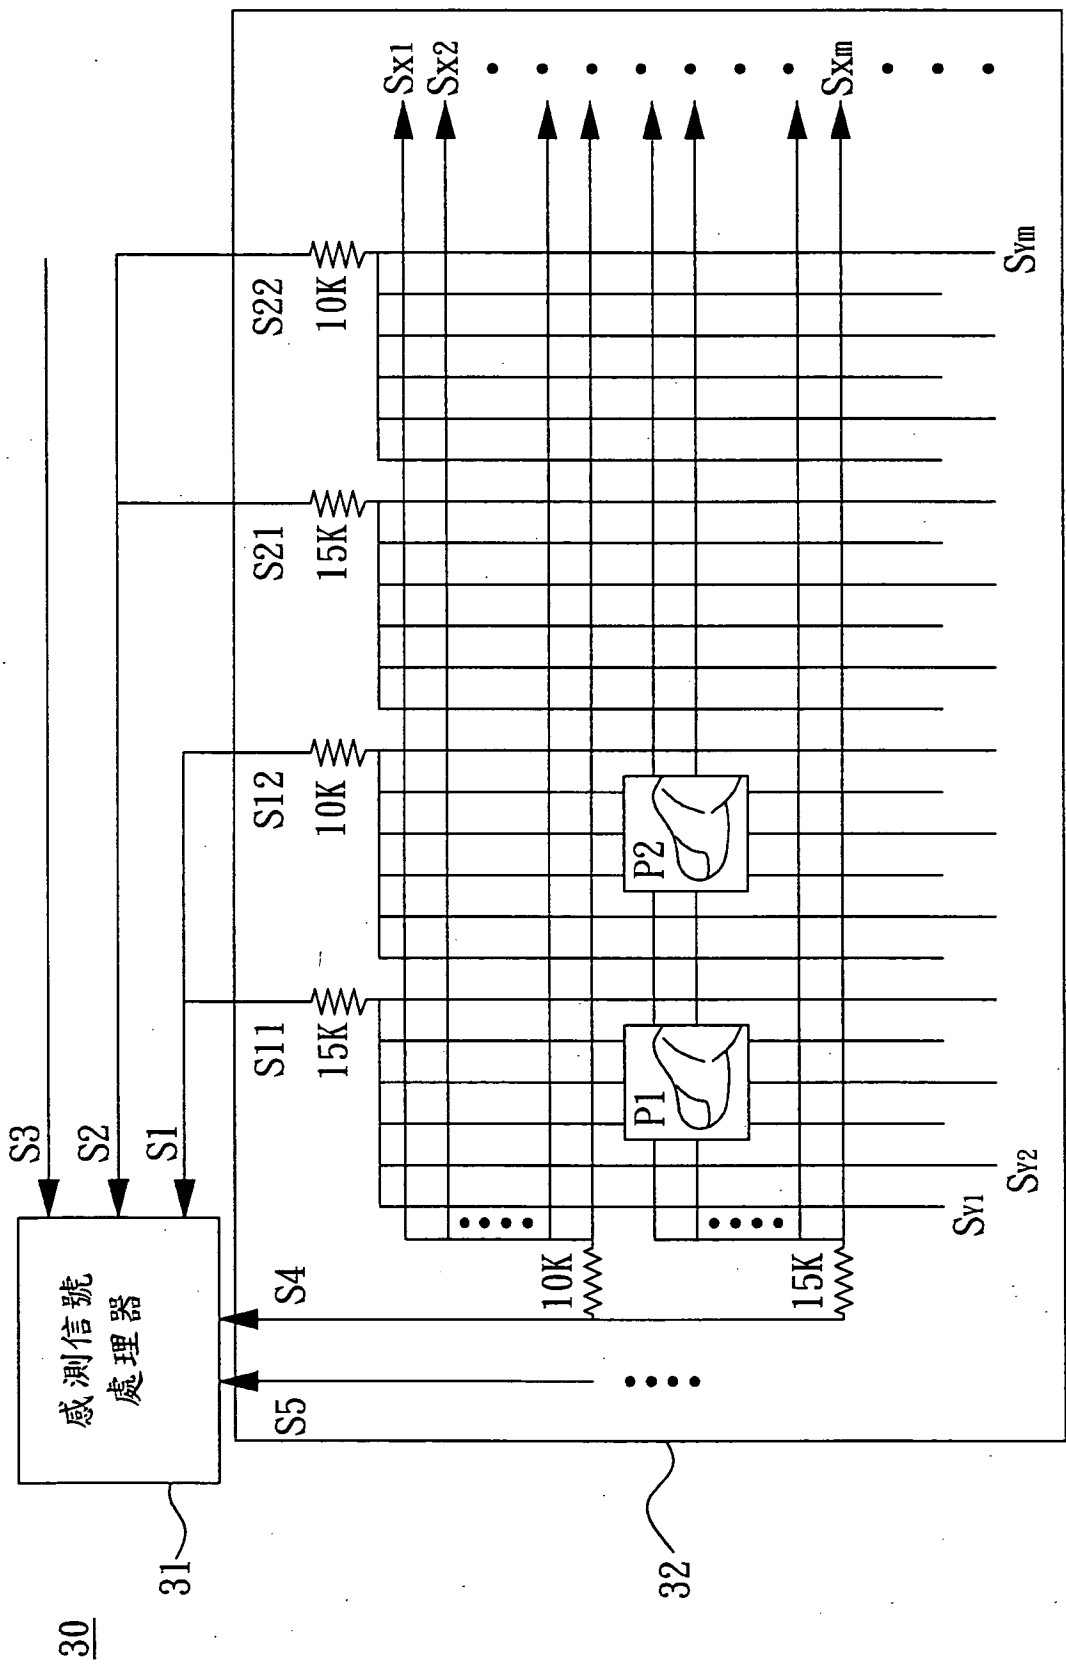 30
31
感測信號
處理器
S3
S2
S1
S4
S5
S11
15K
S12
10K
S21
15K
S22
10K
SX1
SX2
SXm
10K
15K
P1
P2
SY1
SY2
SYm
32